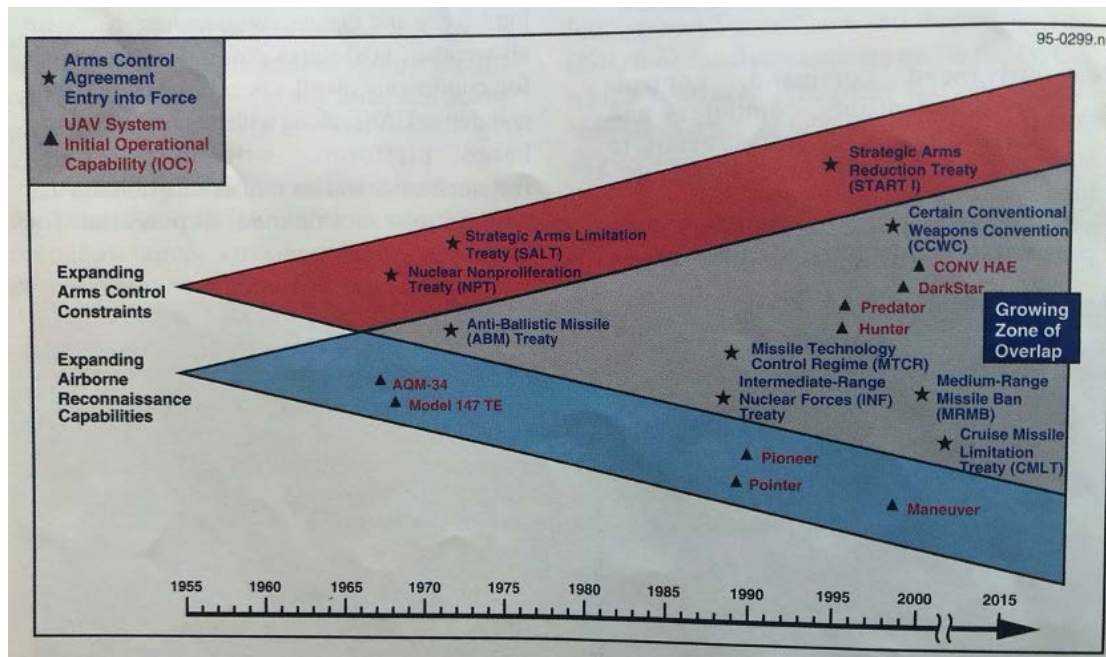 95-0299.n
Arms Control
Agreement
Entry into Force
UAV System
Initial Operational
Capability (IOC)
Strategic Arms
Reduction Treaty
(START I)
Certain Conventional
Weapons Convention
(CCWC)
Strategic Arms Limitation
Treaty (SALT)
Nuclear Nonproliferation
Treaty (NPT)
CONV HAE
DarkStar
Predator
Hunter
Expanding
Arms Control
Constraints
Growing
Zone of
Overlap
Anti-Ballistic Missile
(ABM) Treaty
Missile Technology
Control Regime (MTCR)
Intermediate-Range
Nuclear Forces (INF)
Treaty
Medium-Range
Missile Ban
(MRMB)
Cruise Missile
Limitation
Treaty (CMLT)
Expanding
Airborne
Reconnaissance
Capabilities
AQM-34
Model 147 TE
Pioneer
Pointer
Maneuver
1955 1960 1965 1970 1975 1980 1985 1990 1995 2000 2015